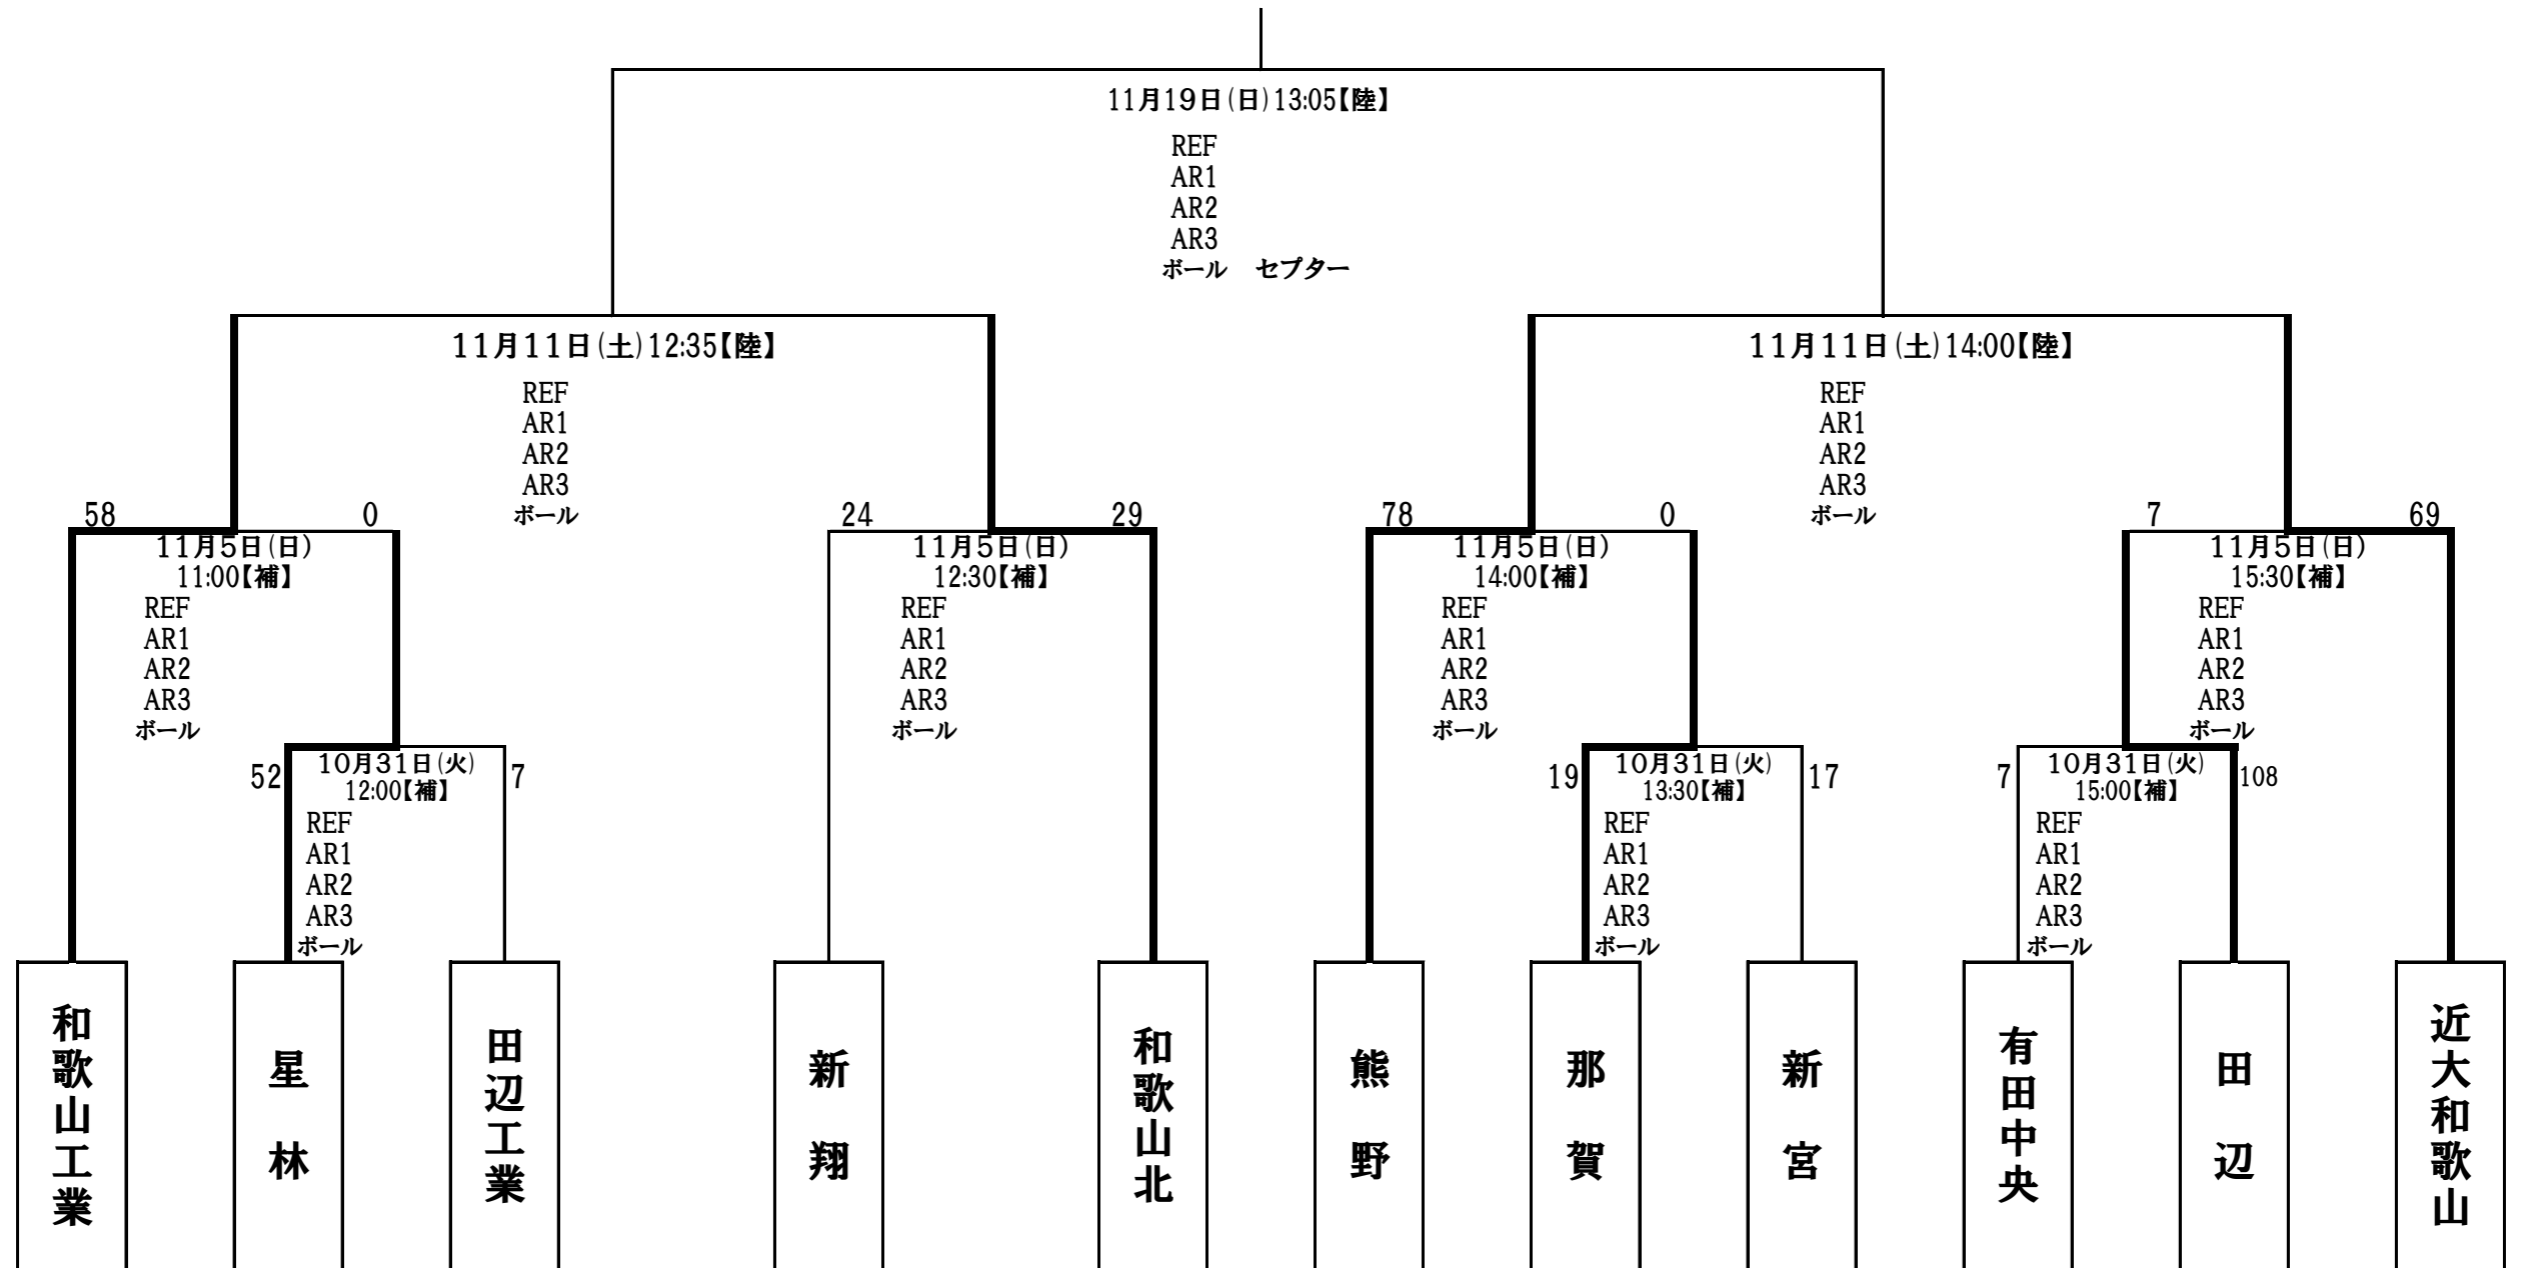 11月19日(日)13:05【陸】
REF
AR1
AR2
AR3
ボール　セプター
11月11日(土)12:35【陸】
REF
AR1
AR2
AR3
ボール
11月11日(土)14:00【陸】
REF
AR1
AR2
AR3
ボール
58
0
11月5日(日)
11:00【補】
REF
AR1
AR2
AR3
ボール
24
29
11月5日(日)
12:30【補】
REF
AR1
AR2
AR3
ボール
78
0
11月5日(日)
14:00【補】
REF
AR1
AR2
AR3
ボール
7
69
11月5日(日)
15:30【補】
REF
AR1
AR2
AR3
ボール
52
7
10月31日(火)
12:00【補】
REF
AR1
AR2
AR3
ボール
19
17
10月31日(火)
13:30【補】
REF
AR1
AR2
AR3
ボール
7
108
10月31日(火)
15:00【補】
REF
AR1
AR2
AR3
ボール
和歌山工業
星林
田辺工業
新翔
和歌山北
熊野
那賀
新宮
有田中央
田辺
近大和歌山